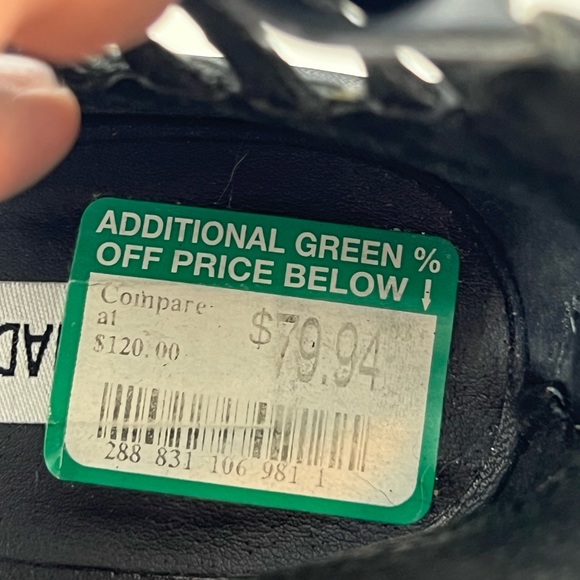 ADDITIONAL GREEN %
OFF PRICE BELOW ↓
Compare
at
$79.94
$120.00
288 831 106 981 1